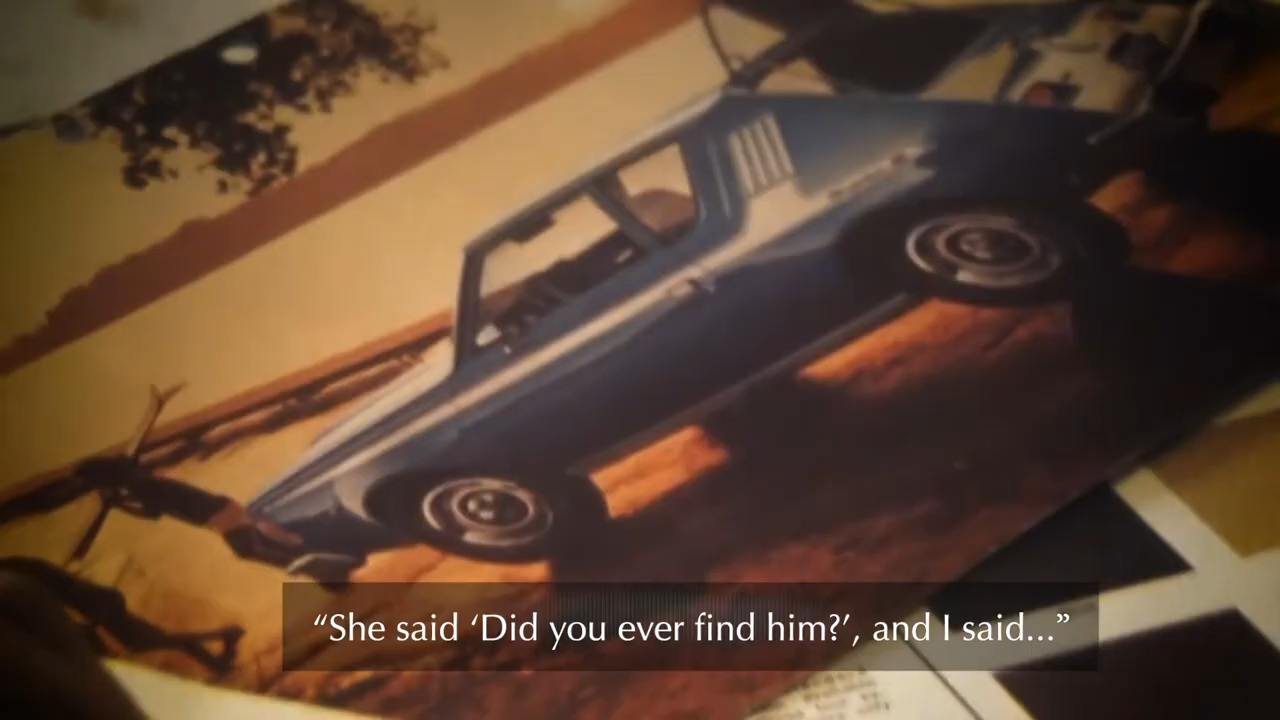 “She said ‘Did you ever find him?’, and I said...”